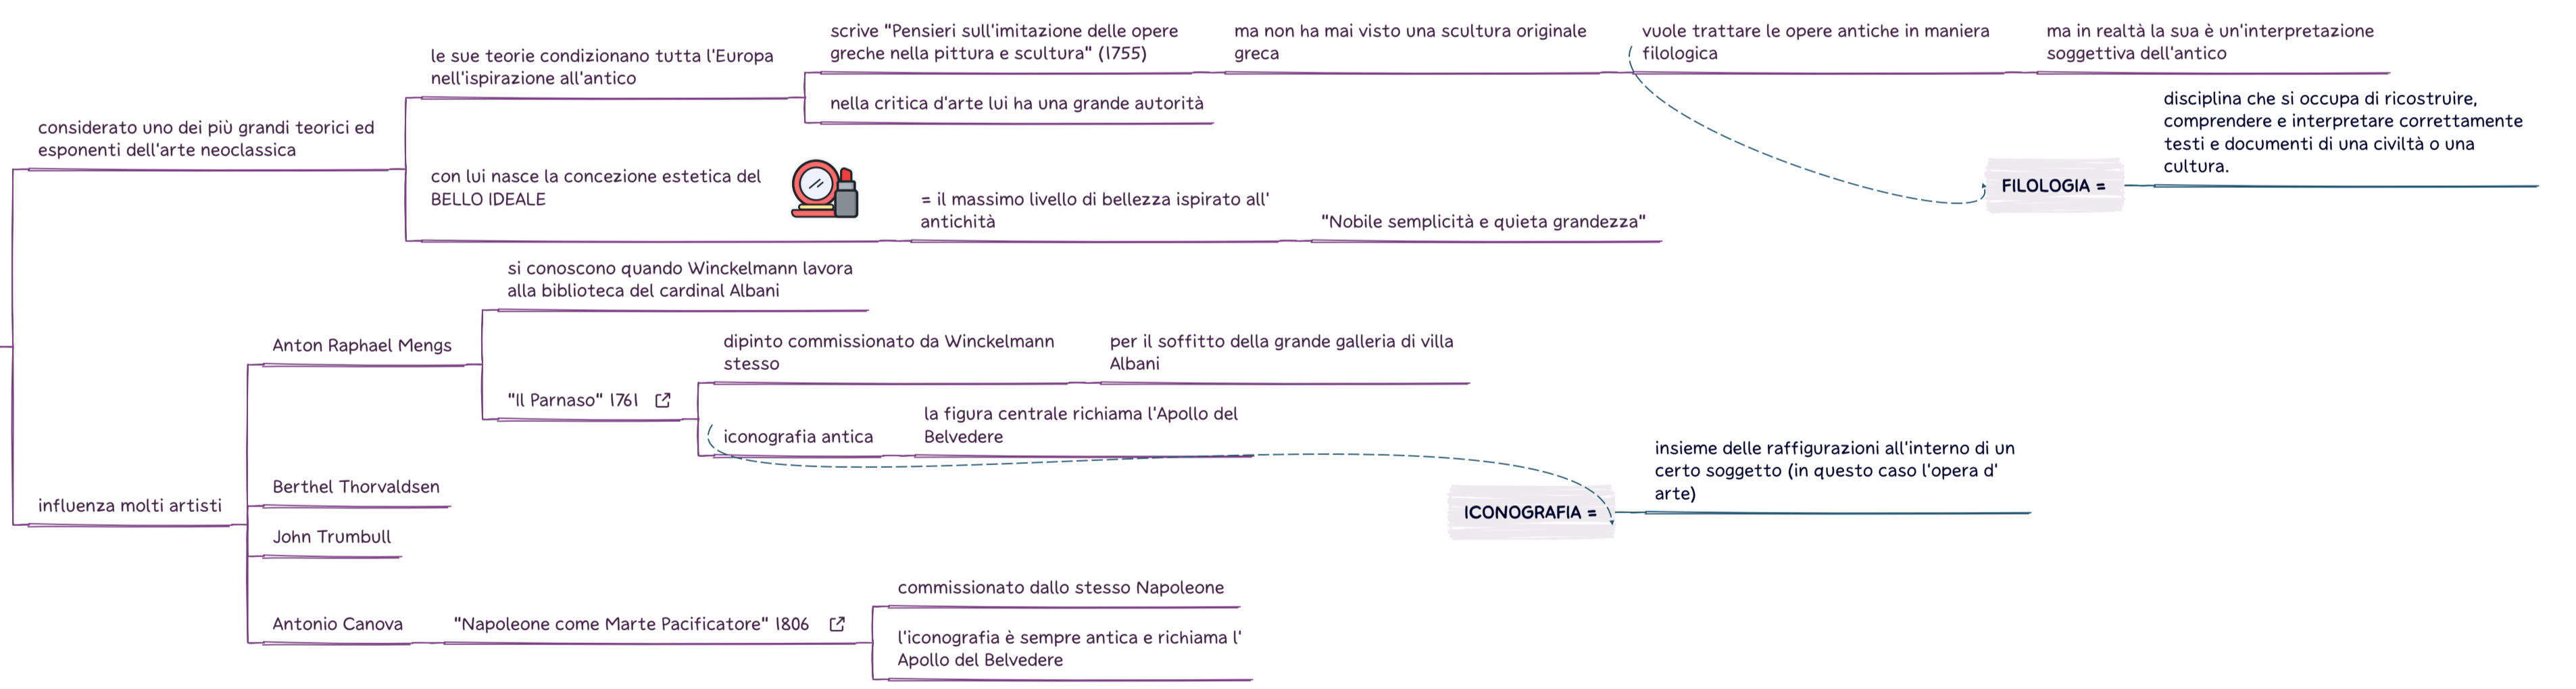 considerato uno dei più grandi teorici ed
esponenti dell'arte neoclassica
le sue teorie condizionano tutta l'Europa
nell'ispirazione all'antico
scrive "Pensieri sull'imitazione delle opere
greche nella pittura e scultura" (1755)
ma non ha mai visto una scultura originale
greca
vuole trattare le opere antiche in maniera
filologica
ma in realtà la sua è un'interpretazione
soggettiva dell'antico
nella critica d'arte lui ha una grande autorità
FILOLOGIA =
disciplina che si occupa di ricostruire,
comprendere e interpretare correttamente
testi e documenti di una civiltà o una
cultura.
con lui nasce la concezione estetica del
BELLO IDEALE
= il massimo livello di bellezza ispirato all'
antichità
"Nobile semplicità e quieta grandezza"
influenza molti artisti
Anton Raphael Mengs
si conoscono quando Winckelmann lavora
alla biblioteca del cardinal Albani
"Il Parnaso" 1761
dipinto commissionato da Winckelmann
stesso
per il soffitto della grande galleria di villa
Albani
iconografia antica
la figura centrale richiama l'Apollo del
Belvedere
ICONOGRAFIA =
insieme delle raffigurazioni all'interno di un
certo soggetto (in questo caso l'opera d'
arte)
Berthel Thorvaldsen
John Trumbull
Antonio Canova
"Napoleone come Marte Pacificatore" 1806
commissionato dallo stesso Napoleone
l'iconografia è sempre antica e richiama l'
Apollo del Belvedere